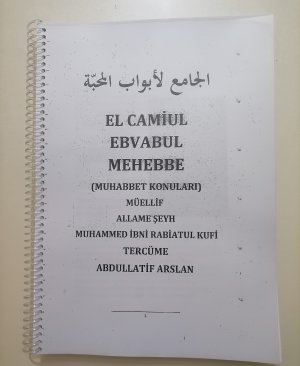 الجامع لأبواب المحبّة
EL CAMİUL
EBVABUL
MEHEBBE
(MUHABBET KONULARI)
MÜELLİF
ALLAME ŞEYH
MUHAMMED İBNİ RABİATUL KUFİ
TERCÜME
ABDULLATİF ARSLAN